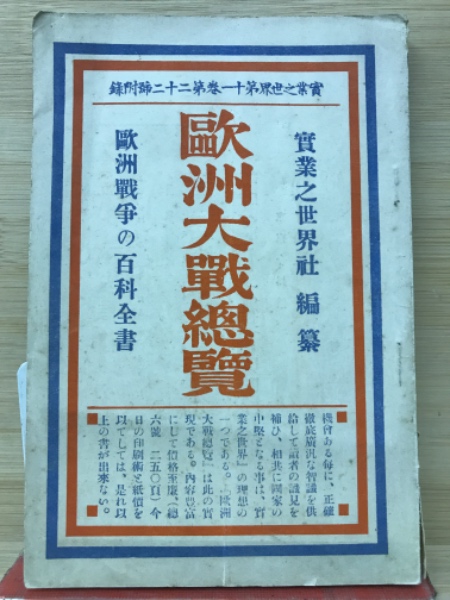 實業之世界第十一卷第二十二號附錄
實業之世界社 編纂
歐洲大戰總覽
歐洲戰爭の百科全書
機會ある每に、正確
徹底廣汎な智識を供
給して讀者の識見を
補ひ、相共に國家の
中堅となる事は、實
業之世界』の理想の
一つである。『歐洲
大戰總覽』は此の實
現である。內容豐富
にして價格至廉（總
六號 二五〇頁）今
日の印刷術と紙價を
以てしては、是れ以
上の書が出來ない。